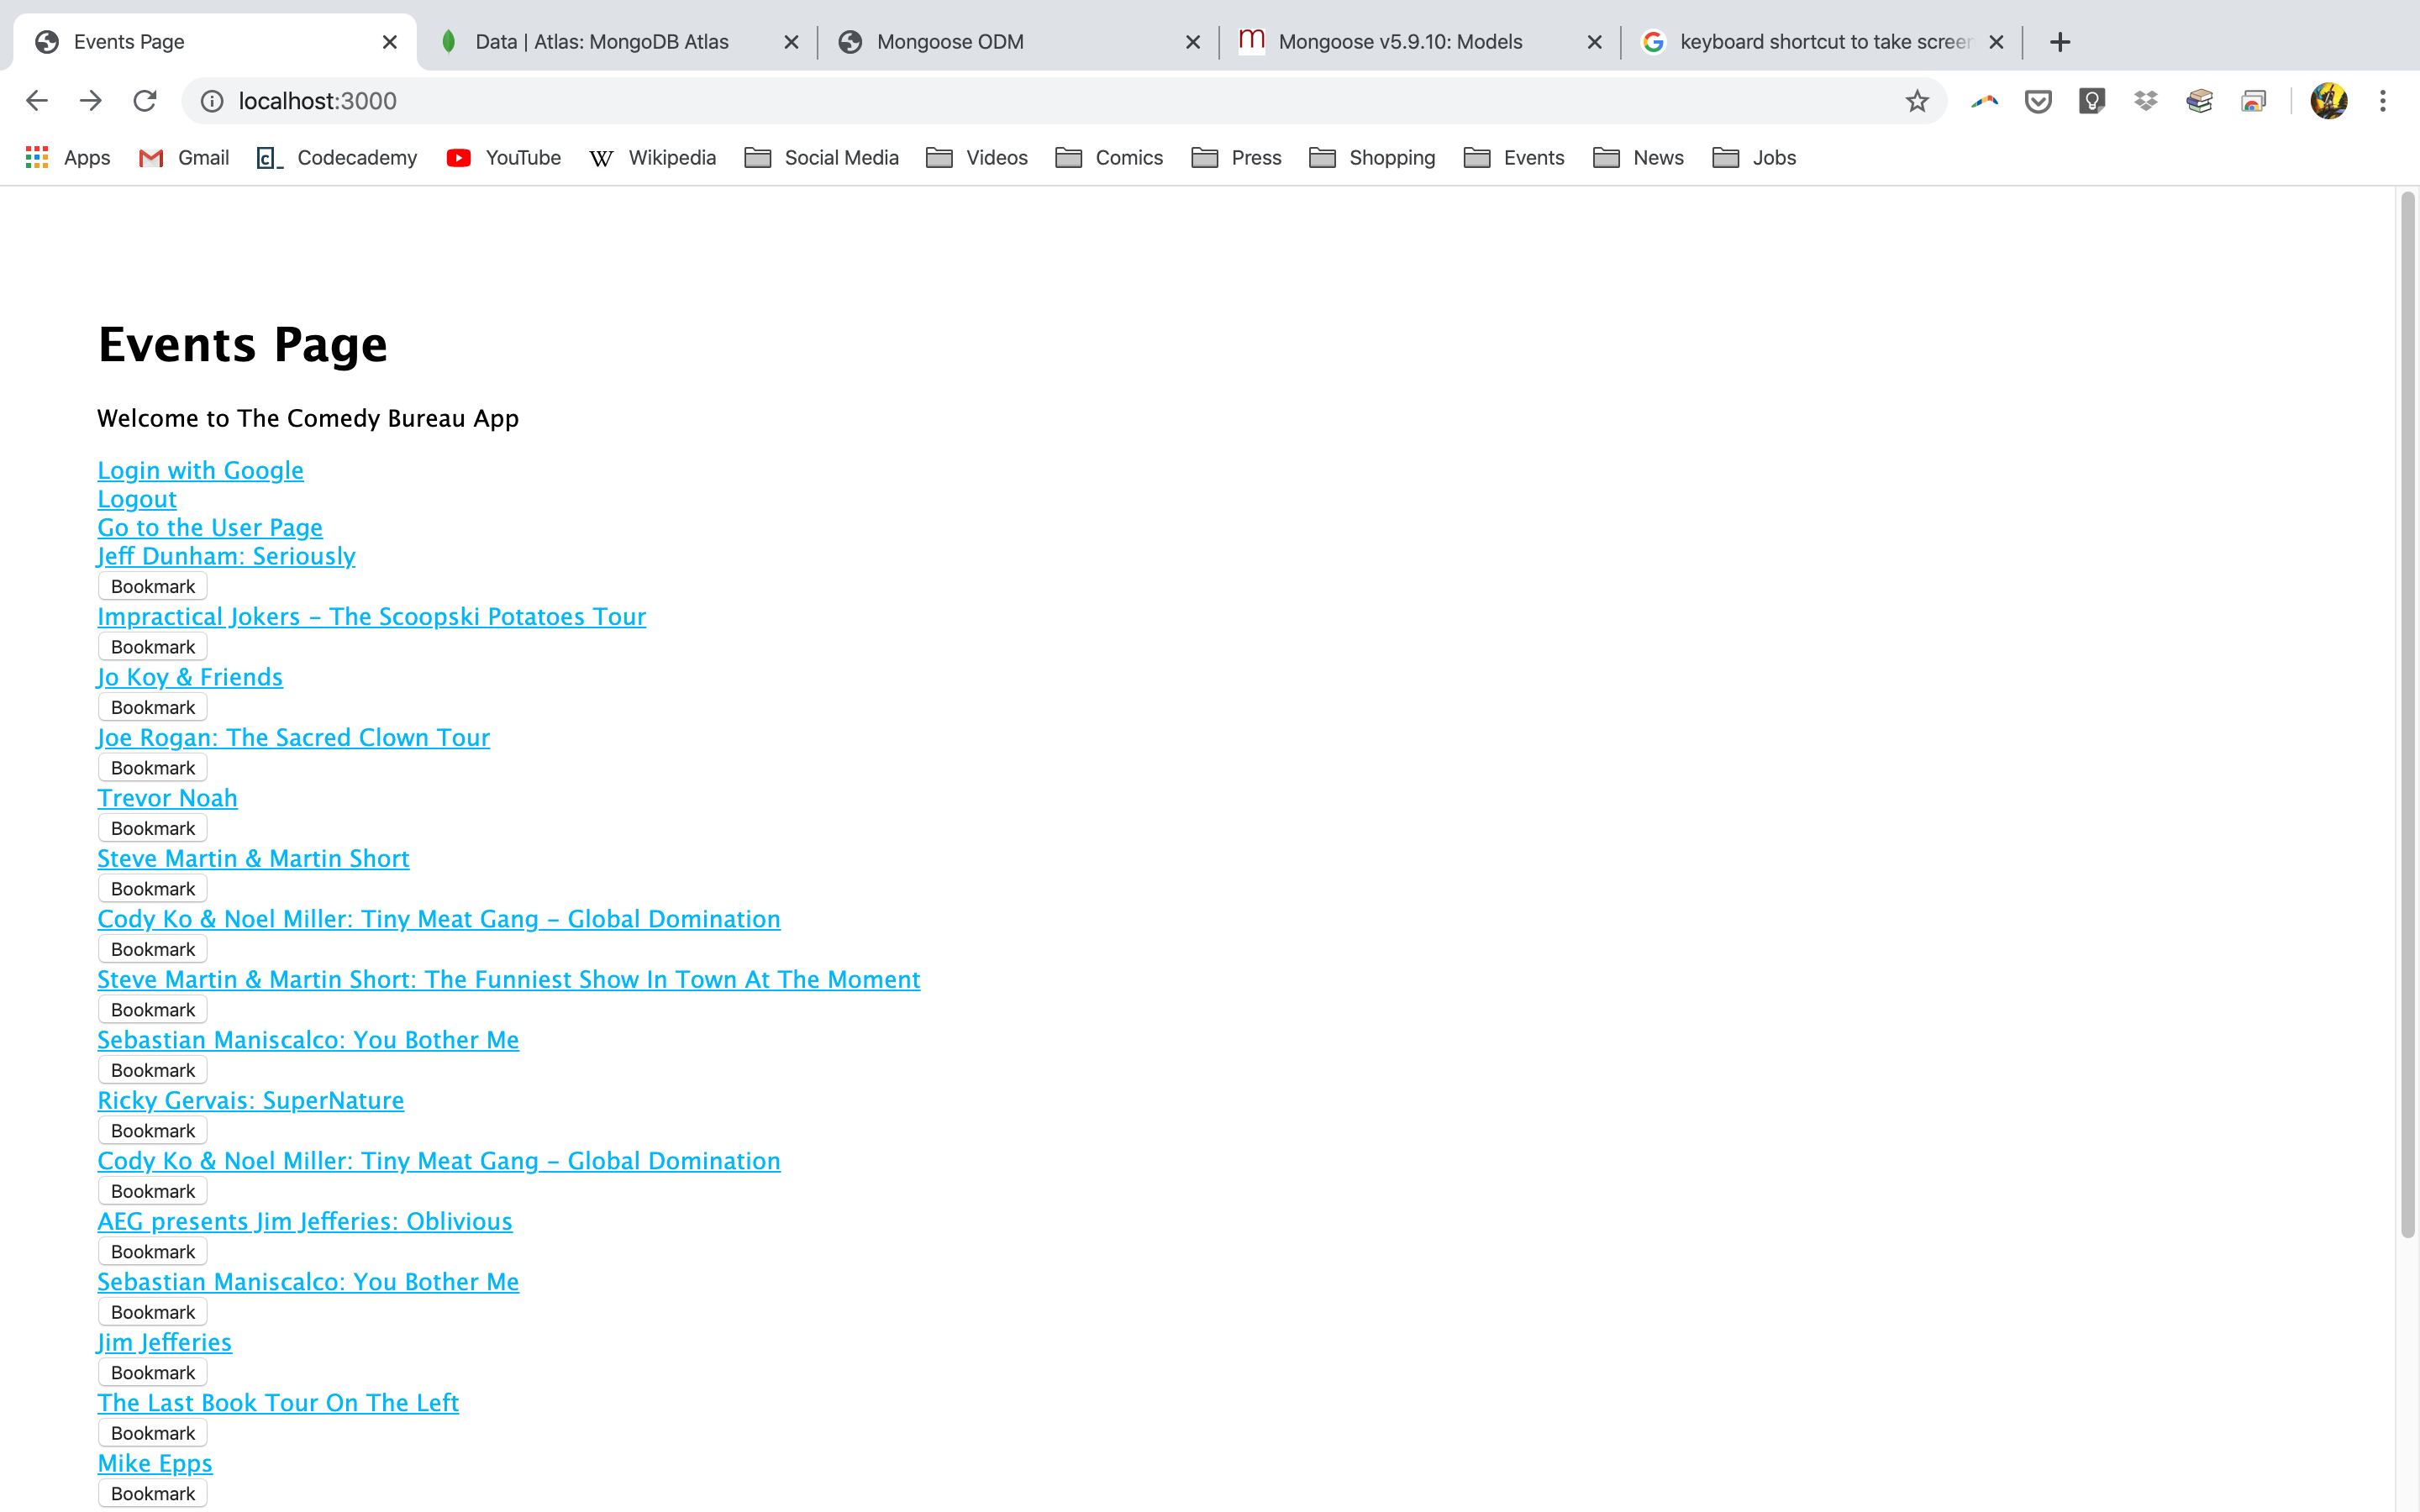 Events Page
Data | Atlas: MongoDB Atlas
Mongoose ODM
m Mongoose v5.9.10: Models
keyboard shortcut to take screen
localhost:3000
Apps Gmail Codecademy YouTube Wikipedia Social Media Videos Comics Press Shopping Events News Jobs
Events Page
Welcome to The Comedy Bureau App
Login with Google
Logout
Go to the User Page
Jeff Dunham: Seriously
Bookmark
Impractical Jokers – The Scoopski Potatoes Tour
Bookmark
Jo Koy & Friends
Bookmark
Joe Rogan: The Sacred Clown Tour
Bookmark
Trevor Noah
Bookmark
Steve Martin & Martin Short
Bookmark
Cody Ko & Noel Miller: Tiny Meat Gang – Global Domination
Bookmark
Steve Martin & Martin Short: The Funniest Show In Town At The Moment
Bookmark
Sebastian Maniscalco: You Bother Me
Bookmark
Ricky Gervais: SuperNature
Bookmark
Cody Ko & Noel Miller: Tiny Meat Gang – Global Domination
Bookmark
AEG presents Jim Jefferies: Oblivious
Bookmark
Sebastian Maniscalco: You Bother Me
Bookmark
Jim Jefferies
Bookmark
The Last Book Tour On The Left
Bookmark
Mike Epps
Bookmark